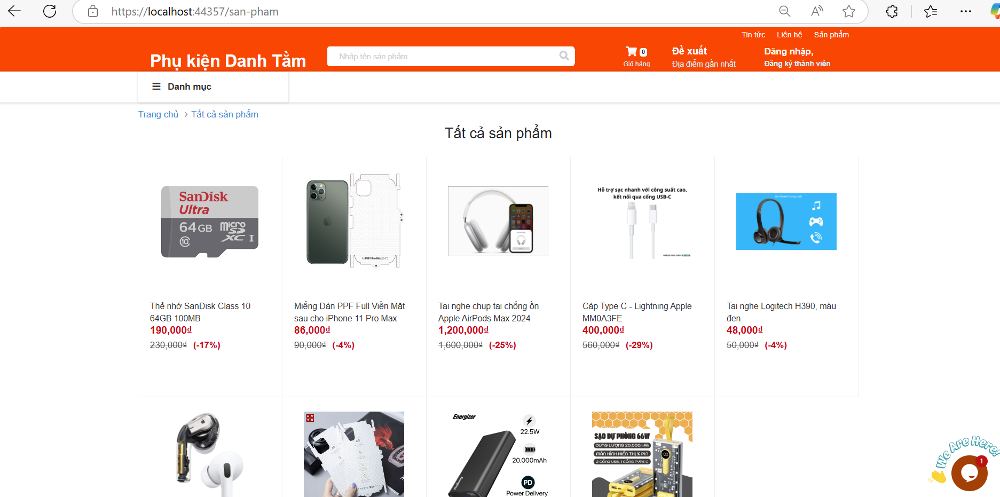 https://localhost:44357/san-pham
Tin tức Liên hệ Sản phẩm
Phụ kiện Danh Tằm
Nhập tên sản phẩm...
0
Giỏ hàng
Đề xuất
Địa điểm gần nhất
Đăng nhập,
Đăng ký thành viên
Danh mục
Trang chủ › Tất cả sản phẩm
Tất cả sản phẩm
SanDisk
Ultra
64GB
micro
SD
XC I
10
Hỗ trợ sạc nhanh với công suất cao,
kết nối qua cổng USB-C
Âm thanh trong suốt
Thẻ nhớ SanDisk Class 10
64GB 100MB
190,000₫
230,000₫ (-17%)
Miếng Dán PPF Full Viền Mặt
sau cho iPhone 11 Pro Max
86,000₫
90,000₫ (-4%)
Tai nghe chụp tai chống ồn
Apple AirPods Max 2024
1,200,000₫
1,600,000₫ (-25%)
Cáp Type C - Lightning Apple
MM0A3FE
400,000₫
560,000₫ (-29%)
Tai nghe Logitech H390, màu
đen
48,000₫
50,000₫ (-4%)
Energizer
22.5W
20.000mAh
PD
Power Delivery
Energizer
SẠC DỰ PHÒNG 66W
DUNG LƯỢNG 20.000mAh
MÀN HÌNH HIỂN THỊ % PIN
2 CỔNG USB, 1 CỔNG TYPE C
We Are Here!
1